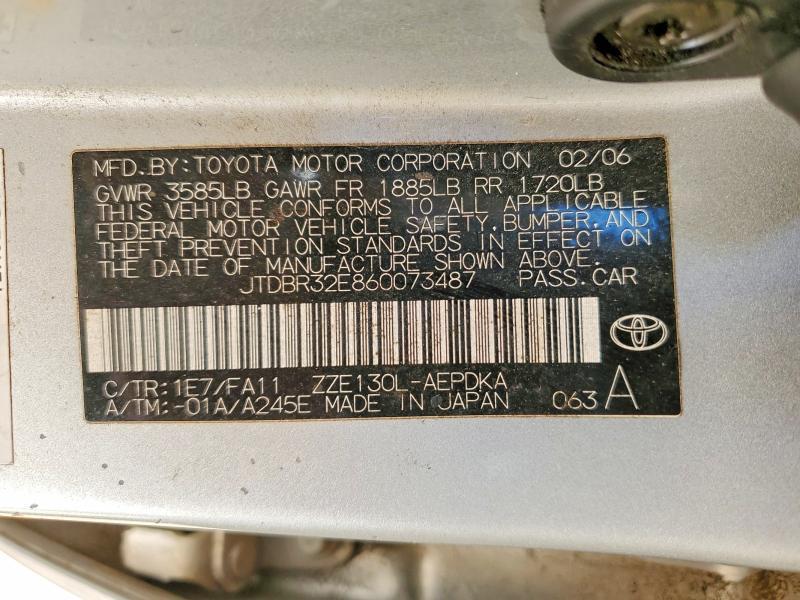 MFD. BY: TOYOTA MOTOR CORPORATION 02/06
GVWR 3585LB GAWR FR 1885LB RR 1720LB
THIS VEHICLE CONFORMS TO ALL APPLICABLE
FEDERAL MOTOR VEHICLE SAFETY, BUMPER, AND
THEFT PREVENTION STANDARDS IN EFFECT ON
THE DATE OF MANUFACTURE SHOWN ABOVE.
JTDBR32E860073487 PASS. CAR
C/TR: 1E7/FA11 ZZE130L-AEPDKA
A/TM: -01A/A245E MADE IN JAPAN 063 A